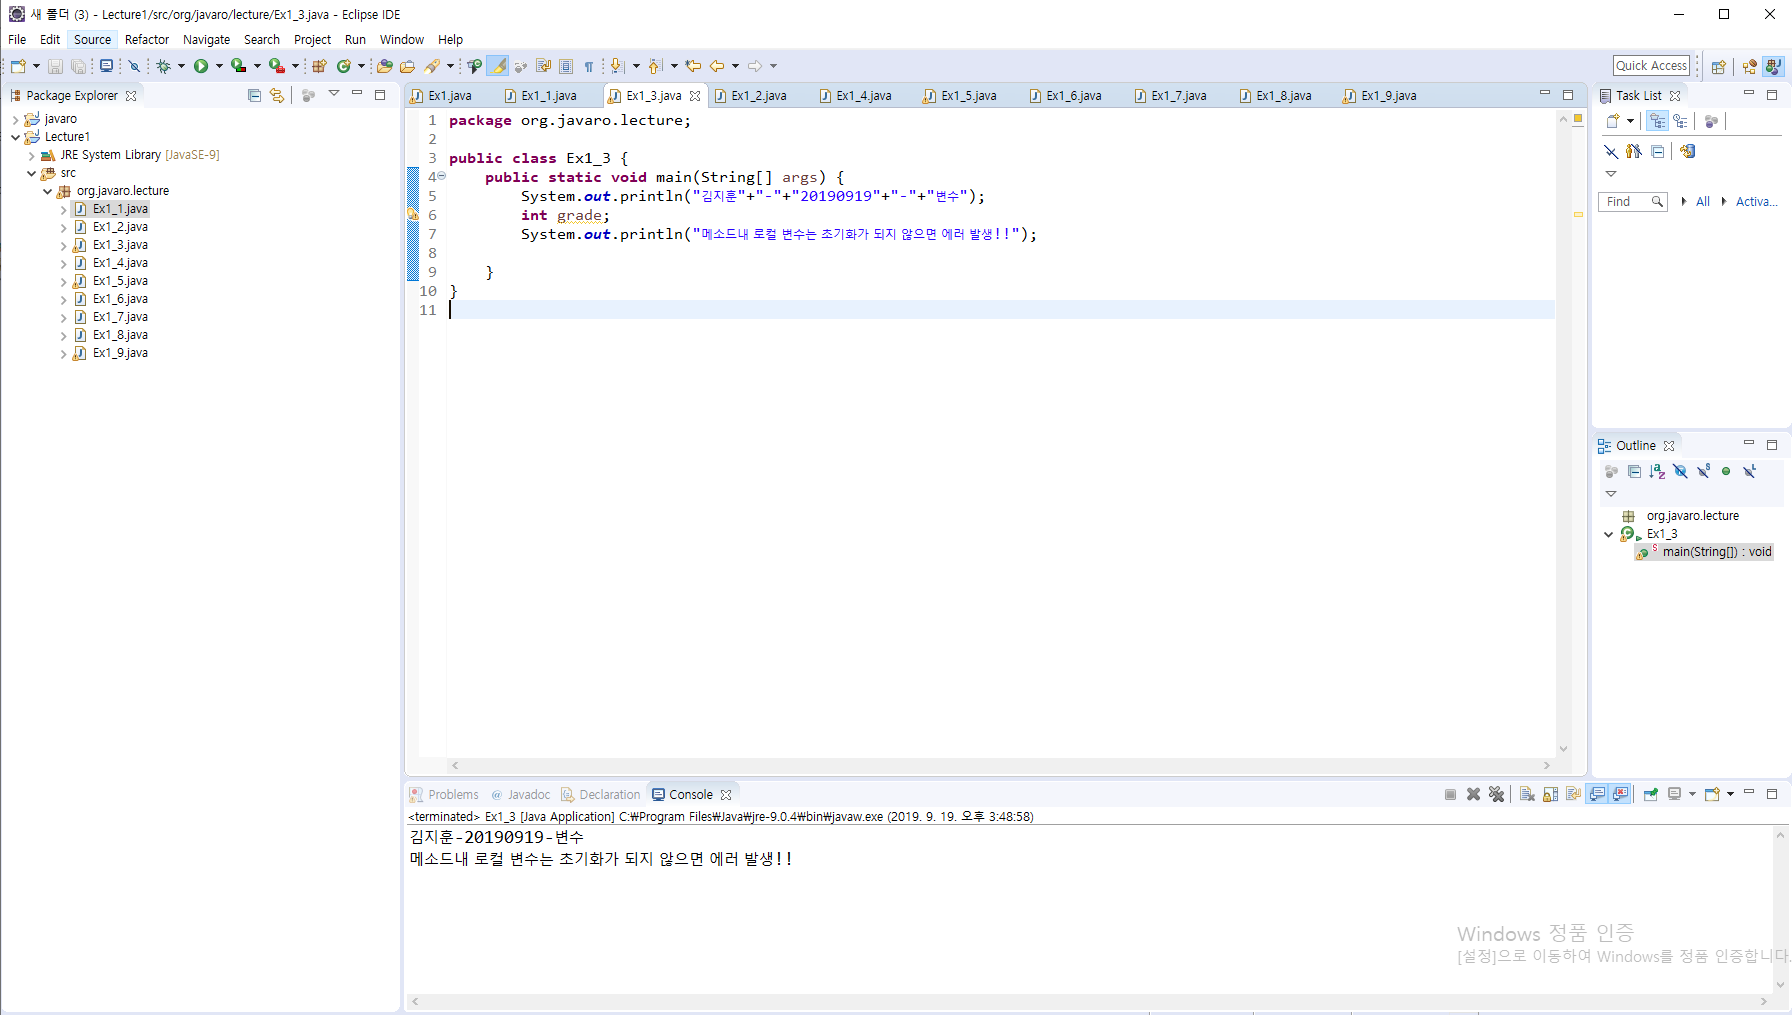 새 폴더 (3) - Lecture1/src/org/javaro/lecture/Ex1_3.java - Eclipse IDE
File Edit Source Refactor Navigate Search Project Run Window Help
Quick Access
Package Explorer
javaro
Lecture1
JRE System Library [JavaSE-9]
src
org.javaro.lecture
Ex1_1.java
Ex1_2.java
Ex1_3.java
Ex1_4.java
Ex1_5.java
Ex1_6.java
Ex1_7.java
Ex1_8.java
Ex1_9.java
Ex1.java Ex1_1.java Ex1_3.java Ex1_2.java Ex1_4.java Ex1_5.java Ex1_6.java Ex1_7.java Ex1_8.java Ex1_9.java
1 package org.javaro.lecture;
2
3 public class Ex1_3 {
4 public static void main(String[] args) {
5 System.out.println("김지훈"+"-"+"20190919"+"-"+"변수");
6 int grade;
7 System.out.println("메소드내 로컬 변수는 초기화가 되지 않으면 에러 발생!!");
8
9 }
10 }
11
Task List
Find All Activa...
Outline
org.javaro.lecture
Ex1_3
main(String[]) : void
Problems @ Javadoc Declaration Console
<terminated> Ex1_3 [Java Application] C:₩Program Files₩Java₩jre-9.0.4₩bin₩javaw.exe (2019. 9. 19. 오후 3:48:58)
김지훈-20190919-변수
메소드내 로컬 변수는 초기화가 되지 않으면 에러 발생!!
Windows 정품 인증
[설정]으로 이동하여 Windows를 정품 인증합니다.